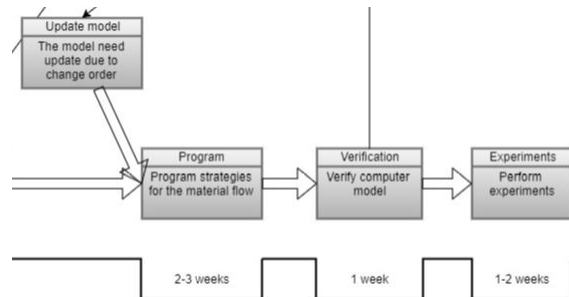 Update model
The model need
update due to
change order
Program
Program strategies
for the material flow
Verification
Verify computer
model
Experiments
Perform
experiments
2-3 weeks
1 week
1-2 weeks